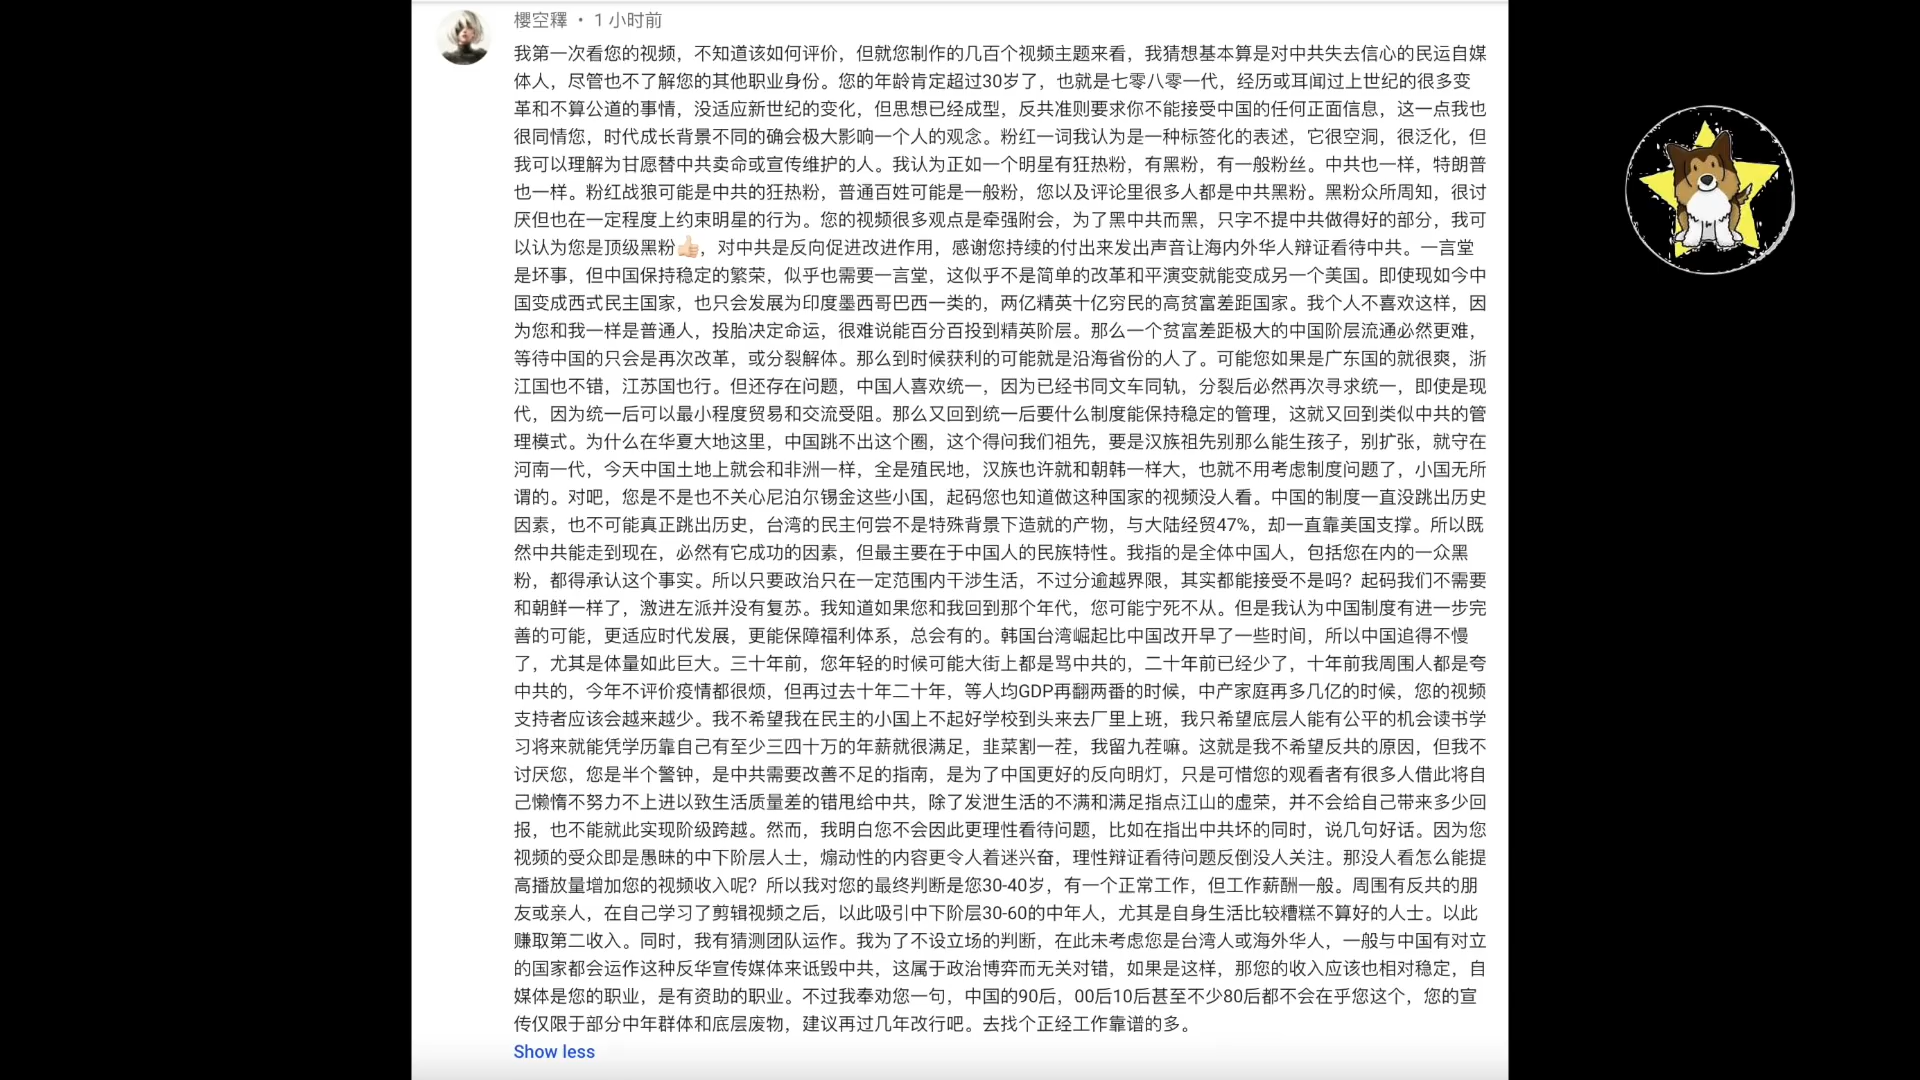 櫻空釋 • 1 小时前
我第一次看您的视频，不知道该如何评价，但就您制作的几百个视频主题来看，我猜想基本算是对中共失去信心的民运自媒
体人，尽管也不了解您的其他职业身份。您的年龄肯定超过30岁了，也就是七零八零一代，经历或耳闻过上世纪的很多变
革和不算公道的事情，没适应新世纪的变化，但思想已经成型，反共准则要求你不能接受中国的任何正面信息，这一点我也
很同情您，时代成长背景不同的确会极大影响一个人的观念。粉红一词我认为是一种标签化的表述，它很空洞，很泛化，但
我可以理解为甘愿替中共卖命或宣传维护的人。我认为正如一个明星有狂热粉，有黑粉，有一般粉丝。中共也一样，特朗普
也一样。粉红战狼可能是中共的狂热粉，普通百姓可能是一般粉，您以及评论里很多人都是中共黑粉。黑粉众所周知，很讨
厌但也在一定程度上约束明星的行为。您的视频很多观点是牵强附会，为了黑中共而黑，只字不提中共做得好的部分，我可
以认为您是顶级黑粉👍🏻，对中共是反向促进改进作用，感谢您持续的付出来发出声音让海内外华人辩证看待中共。一言堂
是坏事，但中国保持稳定的繁荣，似乎也需要一言堂，这似乎不是简单的改革和平演变就能变成另一个美国。即使现如今中
国变成西式民主国家，也只会发展为印度墨西哥巴西一类的，两亿精英十亿穷民的高贫富差距国家。我个人不喜欢这样，因
为您和我一样是普通人，投胎决定命运，很难说能百分百投到精英阶层。那么一个贫富差距极大的中国阶层流通必然更难，
等待中国的只会是再次改革，或分裂解体。那么到时候获利的可能就是沿海省份的人了。可能您如果是广东国的就很爽，浙
江国也不错，江苏国也行。但还存在问题，中国人喜欢统一，因为已经书同文车同轨，分裂后必然再次寻求统一，即使是现
代，因为统一后可以最小程度贸易和交流受阻。那么又回到统一后要什么制度能保持稳定的管理，这就又回到类似中共的管
理模式。为什么在华夏大地这里，中国跳不出这个圈，这个得问我们祖先，要是汉族祖先别那么能生孩子，别扩张，就守在
河南一代，今天中国土地上就会和非洲一样，全是殖民地，汉族也许就和朝韩一样大，也就不用考虑制度问题了，小国无所
谓的。对吧，您是不是也不关心尼泊尔锡金这些小国，起码您也知道做这种国家的视频没人看。中国的制度一直没跳出历史
因素，也不可能真正跳出历史，台湾的民主何尝不是特殊背景下造就的产物，与大陆经贸47%，却一直靠美国支撑。所以既
然中共能走到现在，必然有它成功的因素，但最主要在于中国人的民族特性。我指的是全体中国人，包括您在内的一众黑
粉，都得承认这个事实。所以只要政治只在一定范围内干涉生活，不过分逾越界限，其实都能接受不是吗？起码我们不需要
和朝鲜一样了，激进左派并没有复苏。我知道如果您和我回到那个年代，您可能宁死不从。但是我认为中国制度有进一步完
善的可能，更适应时代发展，更能保障福利体系，总会有的。韩国台湾崛起比中国改开早了一些时间，所以中国追得不慢
了，尤其是体量如此巨大。三十年前，您年轻的时候可能大街上都是骂中共的，二十年前已经少了，十年前我周围人都是夸
中共的，今年不评价疫情都很烦，但再过去十年二十年，等人均GDP再翻两番的时候，中产家庭再多几亿的时候，您的视频
支持者应该会越来越少。我不希望我在民主的小国上不起好学校到头来去厂里上班，我只希望底层人能有公平的机会读书学
习将来就能凭学历靠自己有至少三四十万的年薪就很满足，韭菜割一茬，我留九茬嘛。这就是我不希望反共的原因，但我不
讨厌您，您是半个警钟，是中共需要改善不足的指南，是为了中国更好的反向明灯，只是可惜您的观看者有很多人借此将自
己懒惰不努力不上进以致生活质量差的错甩给中共，除了发泄生活的不满和满足指点江山的虚荣，并不会给自己带来多少回
报，也不能就此实现阶级跨越。然而，我明白您不会因此更理性看待问题，比如在指出中共坏的同时，说几句好话。因为您
视频的受众即是愚昧的中下阶层人士，煽动性的内容更令人着迷兴奋，理性辩证看待问题反倒没人关注。那没人看怎么能提
高播放量增加您的视频收入呢？所以我对您的最终判断是您30-40岁，有一个正常工作，但工作薪酬一般。周围有反共的朋
友或亲人，在自己学习了剪辑视频之后，以此吸引中下阶层30-60的中年人，尤其是自身生活比较糟糕不算好的人士。以此
赚取第二收入。同时，我有猜测团队运作。我为了不设立场的判断，在此未考虑您是台湾人或海外华人，一般与中国有对立
的国家都会运作这种反华宣传媒体来诋毁中共，这属于政治博弈而无关对错，如果是这样，那您的收入应该也相对稳定，自
媒体是您的职业，是有资助的职业。不过我奉劝您一句，中国的90后，00后10后甚至不少80后都不会在乎您这个，您的宣
传仅限于部分中年群体和底层废物，建议再过几年改行吧。去找个正经工作靠谱的多。
Show less